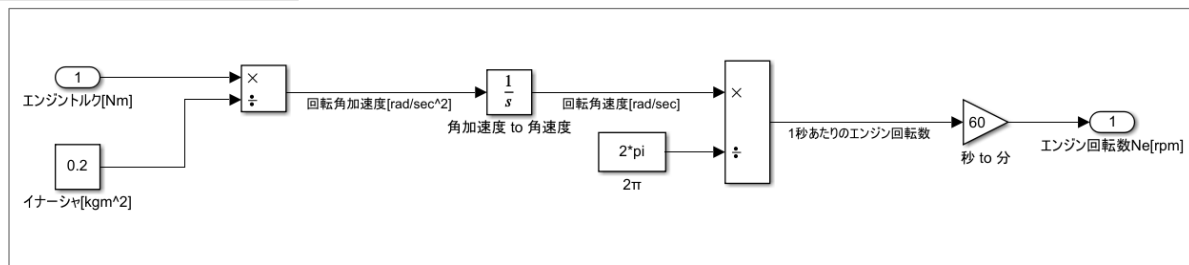 1
エンジントルク[Nm]
0.2
イナーシャ[kgm^2]
×
÷
回転角加速度[rad/sec^2]
1
s
角加速度 to 角速度
回転角速度[rad/sec]
2*pi
2π
×
÷
1秒あたりのエンジン回転数
60
秒 to 分
1
エンジン回転数Ne[rpm]